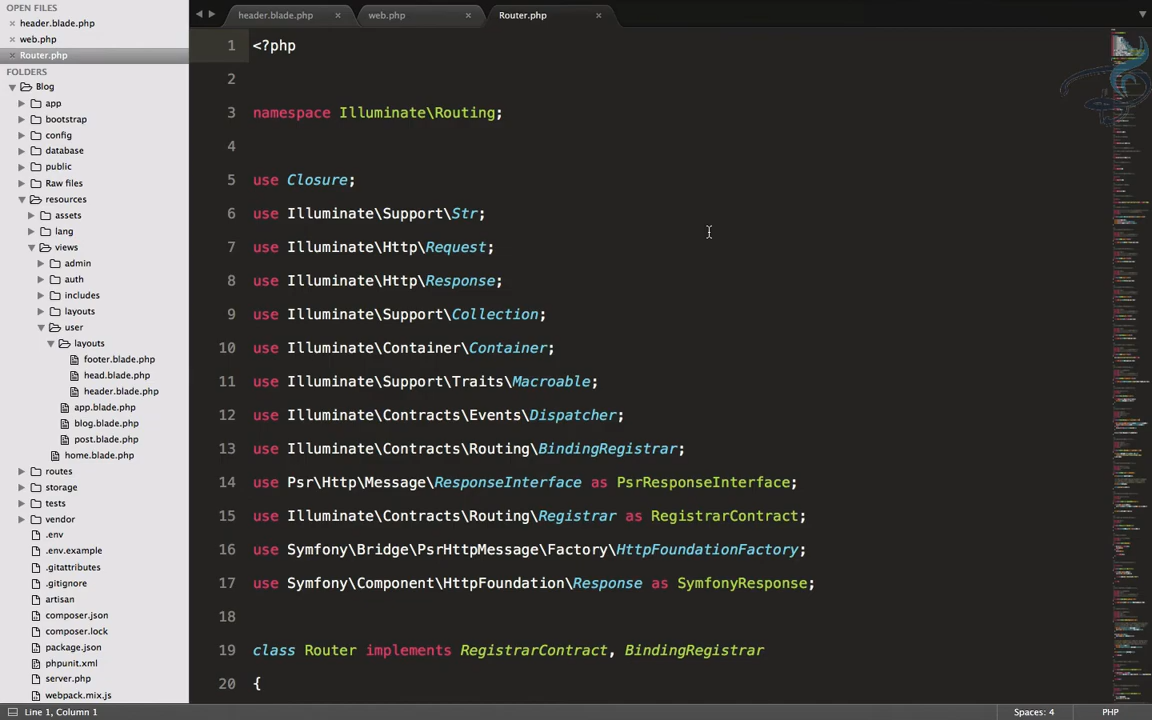 OPEN FILES
× header.blade.php
× web.php
× Router.php
FOLDERS
Blog
app
bootstrap
config
database
public
Raw files
resources
assets
lang
views
admin
auth
includes
layouts
user
layouts
footer.blade.php
head.blade.php
header.blade.php
app.blade.php
blog.blade.php
post.blade.php
home.blade.php
routes
storage
tests
vendor
.env
.env.example
.gitattributes
.gitignore
artisan
composer.json
composer.lock
package.json
phpunit.xml
server.php
webpack.mix.js
header.blade.php × web.php × Router.php ×
1 <?php
2
3 namespace Illuminate\Routing;
4
5 use Closure;
6 use Illuminate\Support\Str;
7 use Illuminate\Http\Request;
8 use Illuminate\Http\Response;
9 use Illuminate\Support\Collection;
10 use Illuminate\Container\Container;
11 use Illuminate\Support\Traits\Macroable;
12 use Illuminate\Contracts\Events\Dispatcher;
13 use Illuminate\Contracts\Routing\BindingRegistrar;
14 use Psr\Http\Message\ResponseInterface as PsrResponseInterface;
15 use Illuminate\Contracts\Routing\Registrar as RegistrarContract;
16 use Symfony\Bridge\PsrHttpMessage\Factory\HttpFoundationFactory;
17 use Symfony\Component\HttpFoundation\Response as SymfonyResponse;
18
19 class Router implements RegistrarContract, BindingRegistrar
20 {
Line 1, Column 1 Spaces: 4 PHP